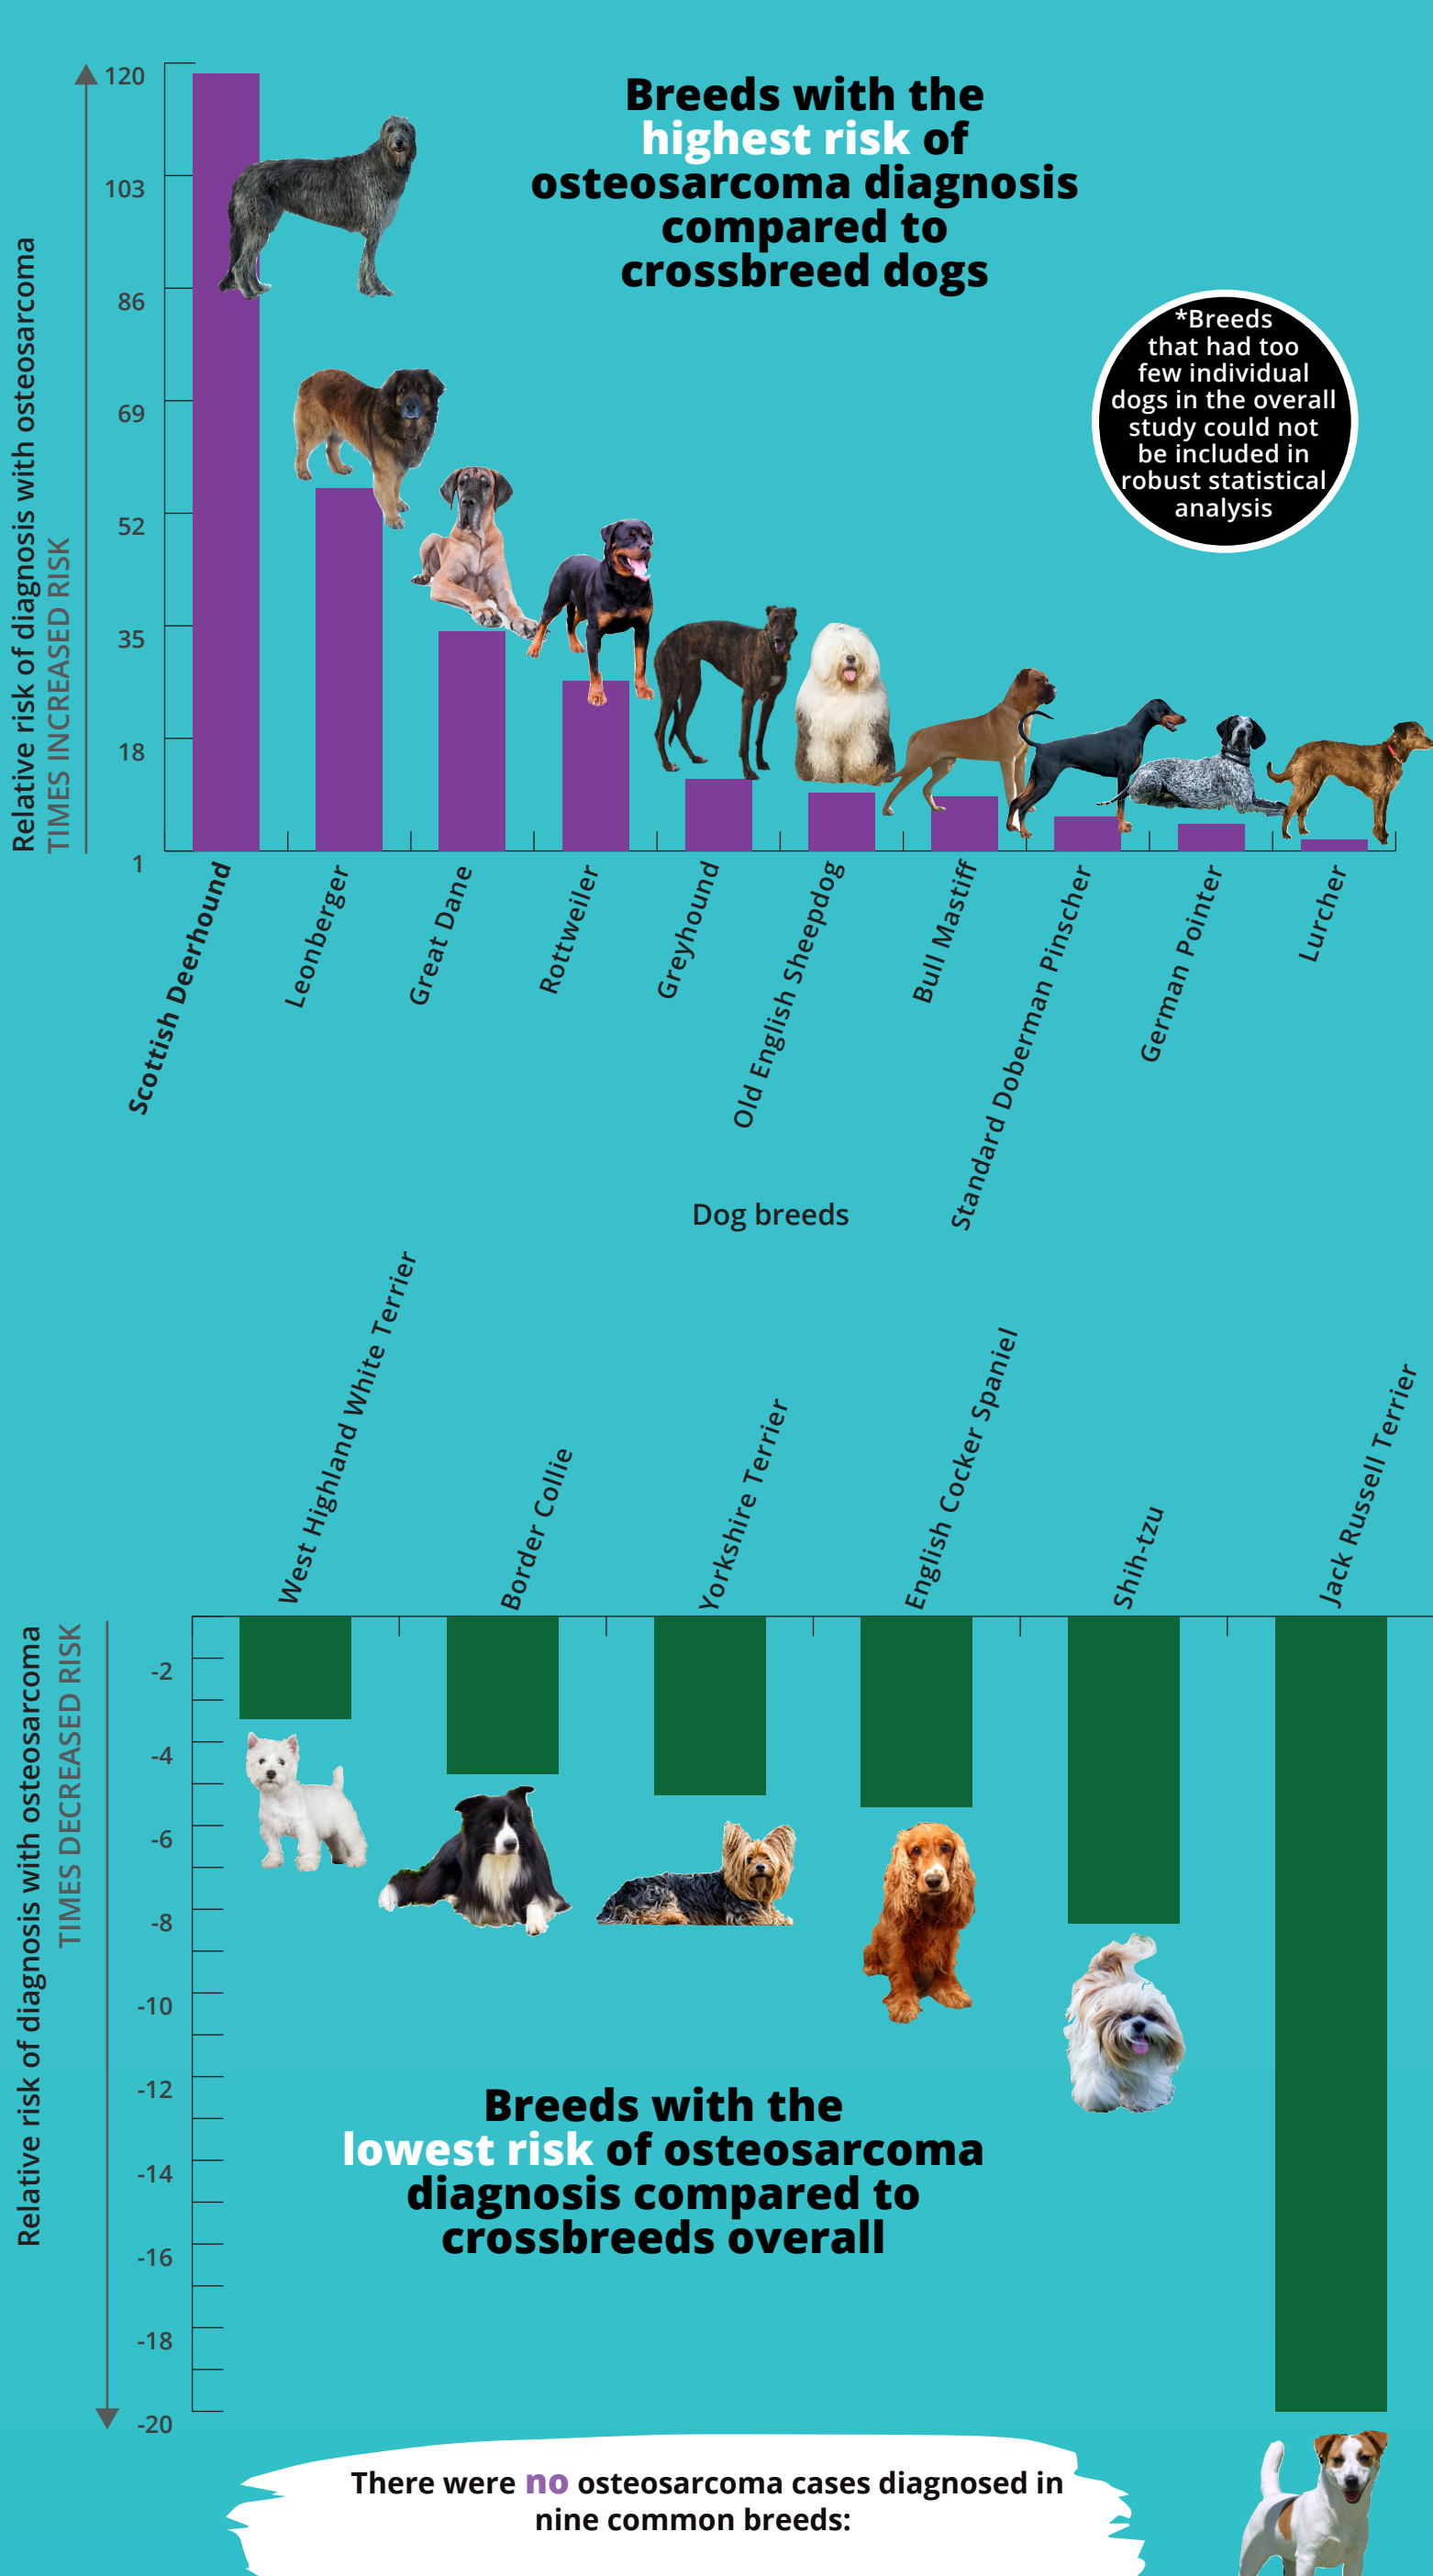 Breeds with the
highest risk of
osteosarcoma diagnosis
compared to
crossbreed dogs
*Breeds
that had too
few individual
dogs in the overall
study could not
be included in
robust statistical
analysis
Relative risk of diagnosis with osteosarcoma
TIMES INCREASED RISK
120
103
86
69
52
35
18
1
Scottish Deerhound
Leonberger
Great Dane
Rottweiler
Greyhound
Old English Sheepdog
Bull Mastiff
Standard Doberman Pinscher
German Pointer
Lurcher
Dog breeds
West Highland White Terrier
Border Collie
Yorkshire Terrier
English Cocker Spaniel
Shih-tzu
Jack Russell Terrier
Relative risk of diagnosis with osteosarcoma
TIMES DECREASED RISK
-2
-4
-6
-8
-10
-12
-14
-16
-18
-20
Breeds with the
lowest risk of osteosarcoma
diagnosis compared to
crossbreeds overall
There were no osteosarcoma cases diagnosed in
nine common breeds: